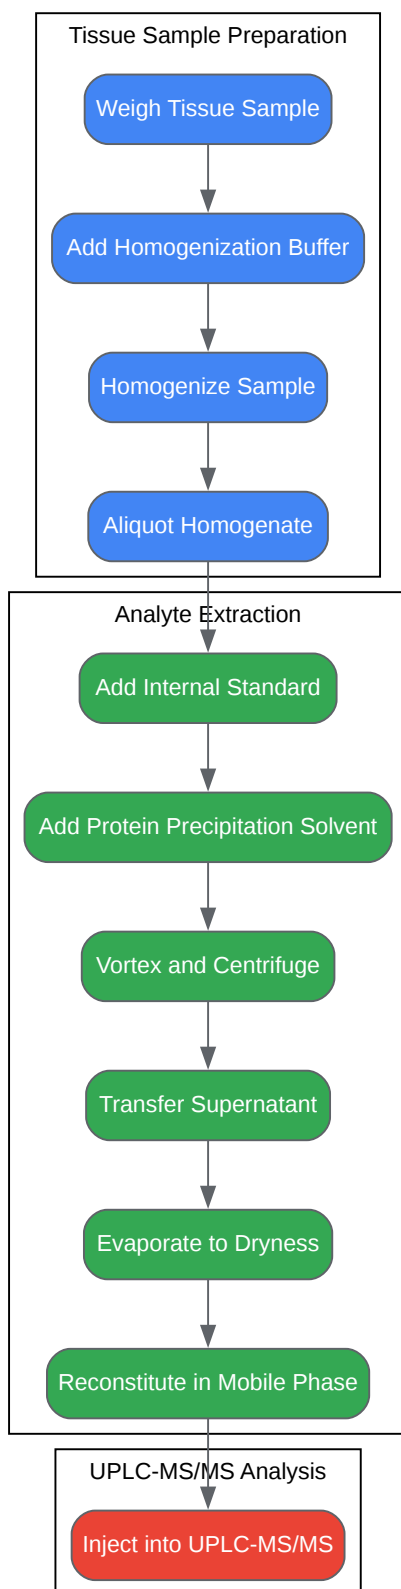 Tissue Sample Preparation
Weigh Tissue Sample
Add Homogenization Buffer
Homogenize Sample
Aliquot Homogenate
Analyte Extraction
Add Internal Standard
Add Protein Precipitation Solvent
Vortex and Centrifuge
Transfer Supernatant
Evaporate to Dryness
Reconstitute in Mobile Phase
UPLC-MS/MS Analysis
Inject into UPLC-MS/MS